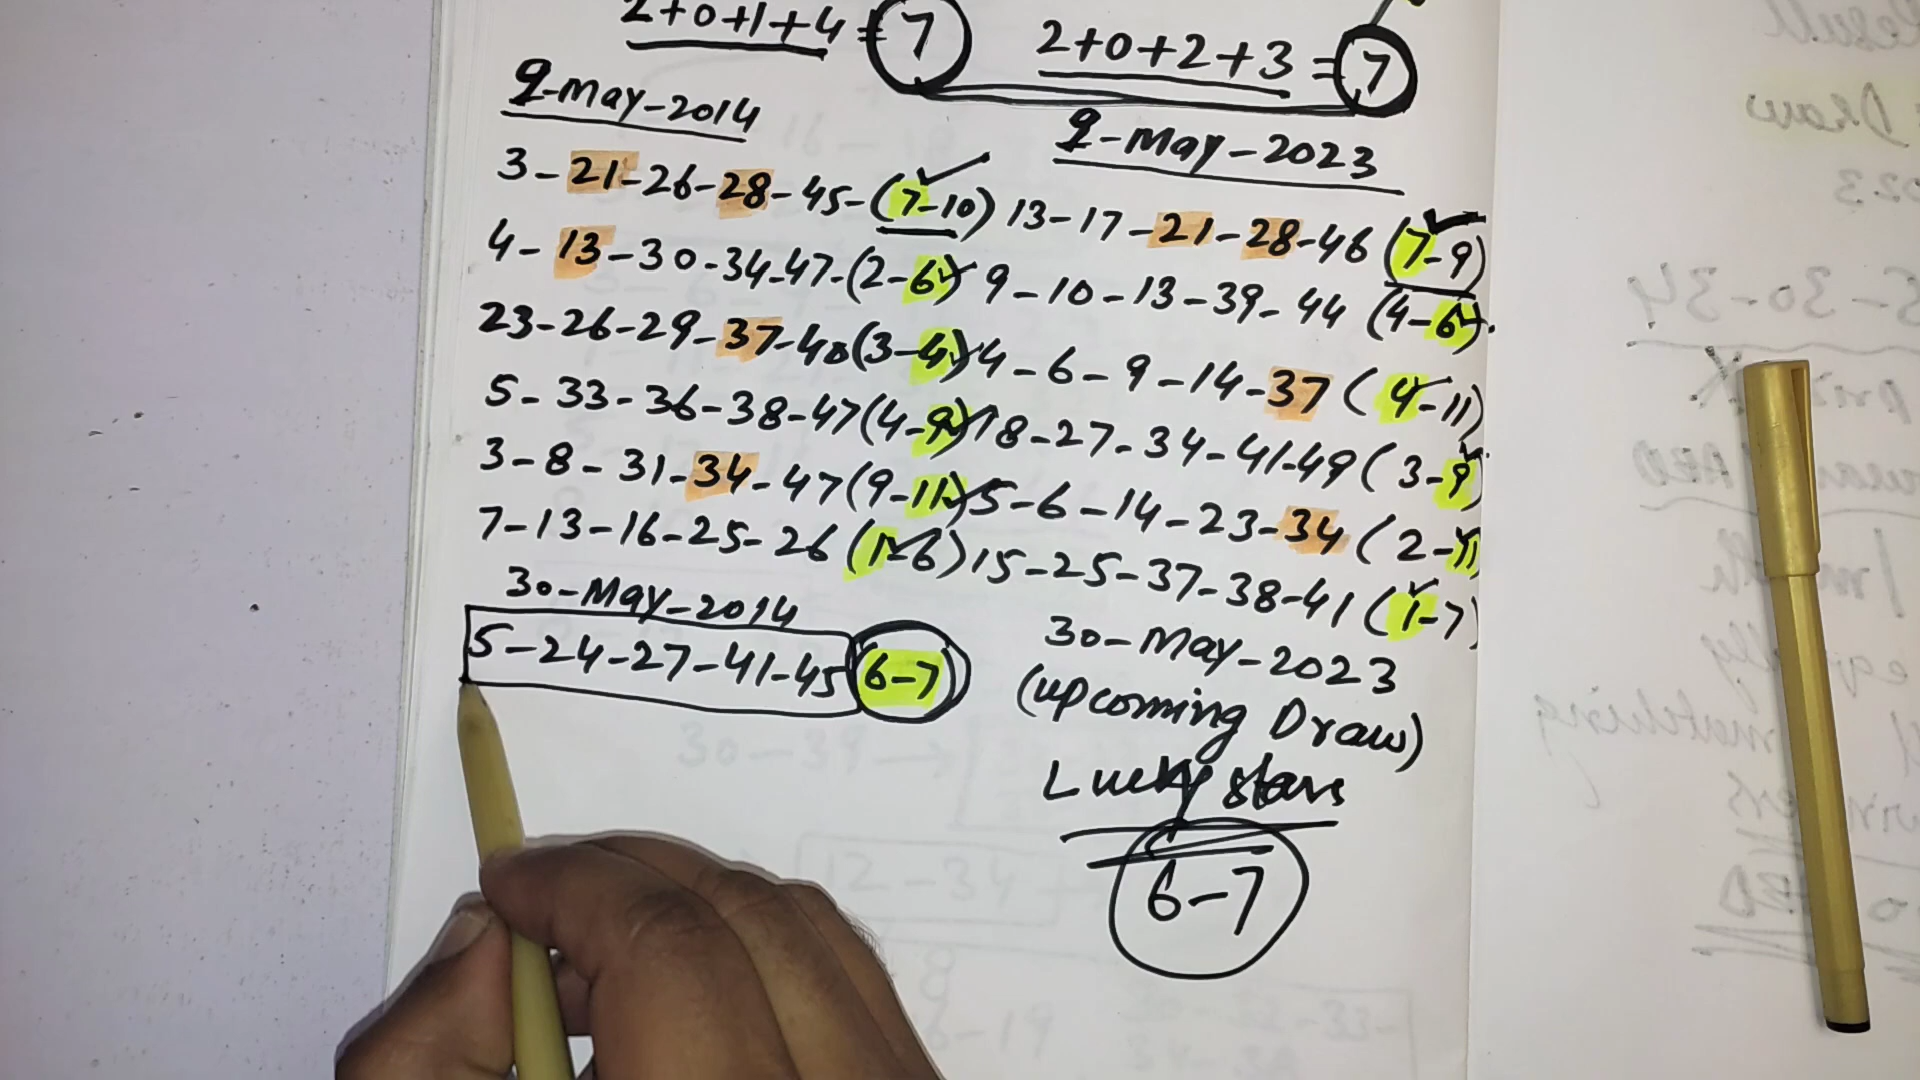 2+0+1+4 = 7 2+0+2+3 = 7
9-May-2014
9-May-2023
3-21-26-28-45-(7-10) 13-17-21-28-46 (7-9)
4-13-30-34-47-(2-6) 9-10-13-39-44 (4-6)
23-26-29-37-40(3-4) 4-6-9-14-37 (4-11)
5-33-36-38-47(4-9) 18-27-34-41-49 (3-9)
3-8-31-34-47(9-11) 5-6-14-23-34 (2-11)
7-13-16-25-26 (1-6) 15-25-37-38-41 (1-7)
30-May-2014
5-24-27-41-45 (6-7)
30-May-2023
(upcoming Draw)
Lucky stars
6-7